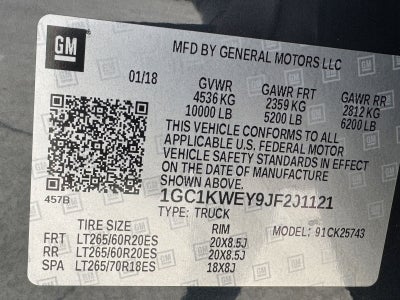 GM
MFD BY GENERAL MOTORS LLC
01/18
GVWR GAWR FRT GAWR RR
4536 KG 2359 KG 2812 KG
10000 LB 5200 LB 6200 LB
THIS VEHICLE CONFORMS TO ALL
APPLICABLE U.S. FEDERAL MOTOR
VEHICLE SAFETY STANDARDS IN EFFECT
ON THE DATE OF MANUFACTURE
457B
1GC1KWEY9JF201121
TYPE: TRUCK
MODEL: 91CK25743
TIRE SIZE RIM
FRT LT265/60R20ES 20X8.5J
RR LT265/60R20ES 20X8.5J
SPA LT265/70R18ES 18X8J